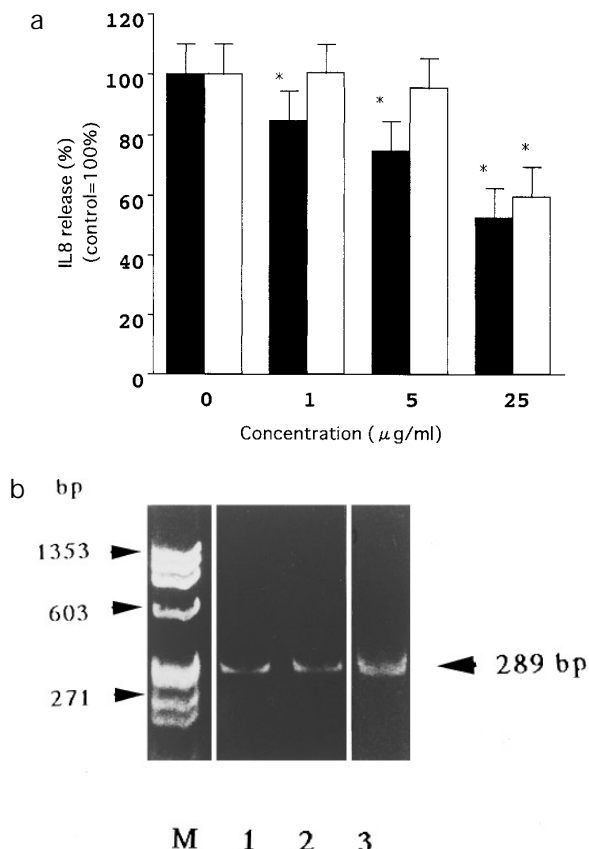 a
120
100
80
60
40
20
0
IL8 release (%)
(control=100%)
*
*
*
*
0 1 5 25
Concentration (μg/ml)
b bp
1353
603
271
289 bp
M 1 2 3